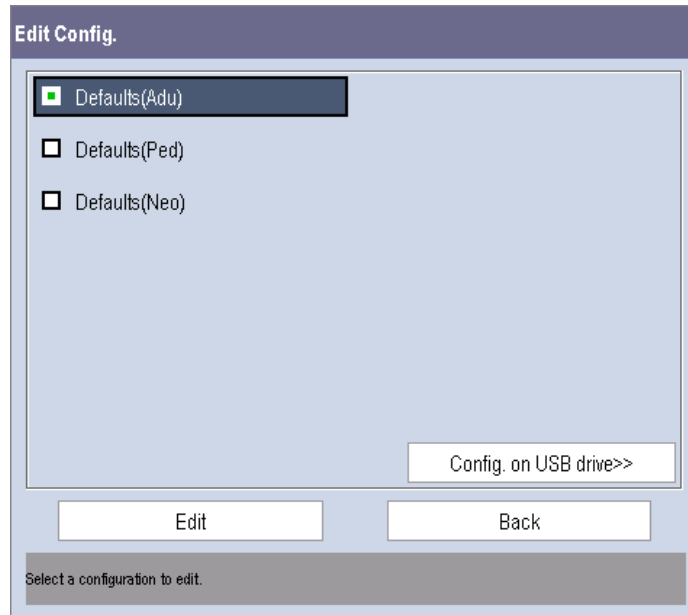 Edit Config.
Defaults(Adu)
Defaults(Ped)
Defaults(Neo)
Config. on USB drive>>
Edit
Back
Select a configuration to edit.